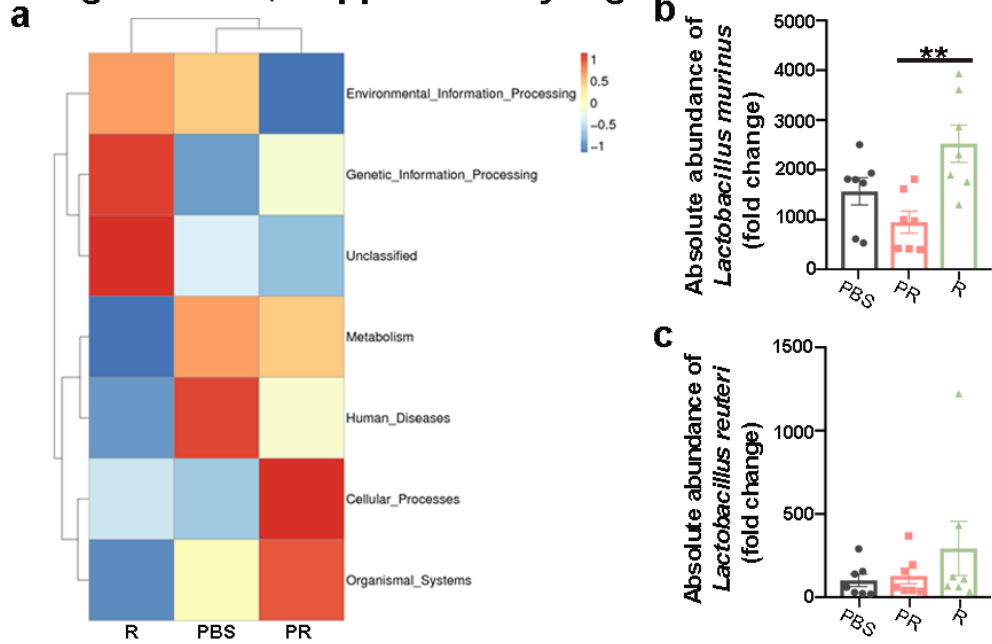 a
1
0.5
0
−0.5
−1
Environmental_Information_Processing
Genetic_Information_Processing
Unclassified
Metabolism
Human_Diseases
Cellular_Processes
Organismal_Systems
R PBS PR
b
Absolute abundance of
Lactobacillus murinus
(fold change)
5000
4000
3000
2000
1000
0
**
PBS PR R
c
Absolute abundance of
Lactobacillus reuteri
(fold change)
1500
1000
500
0
PBS PR R